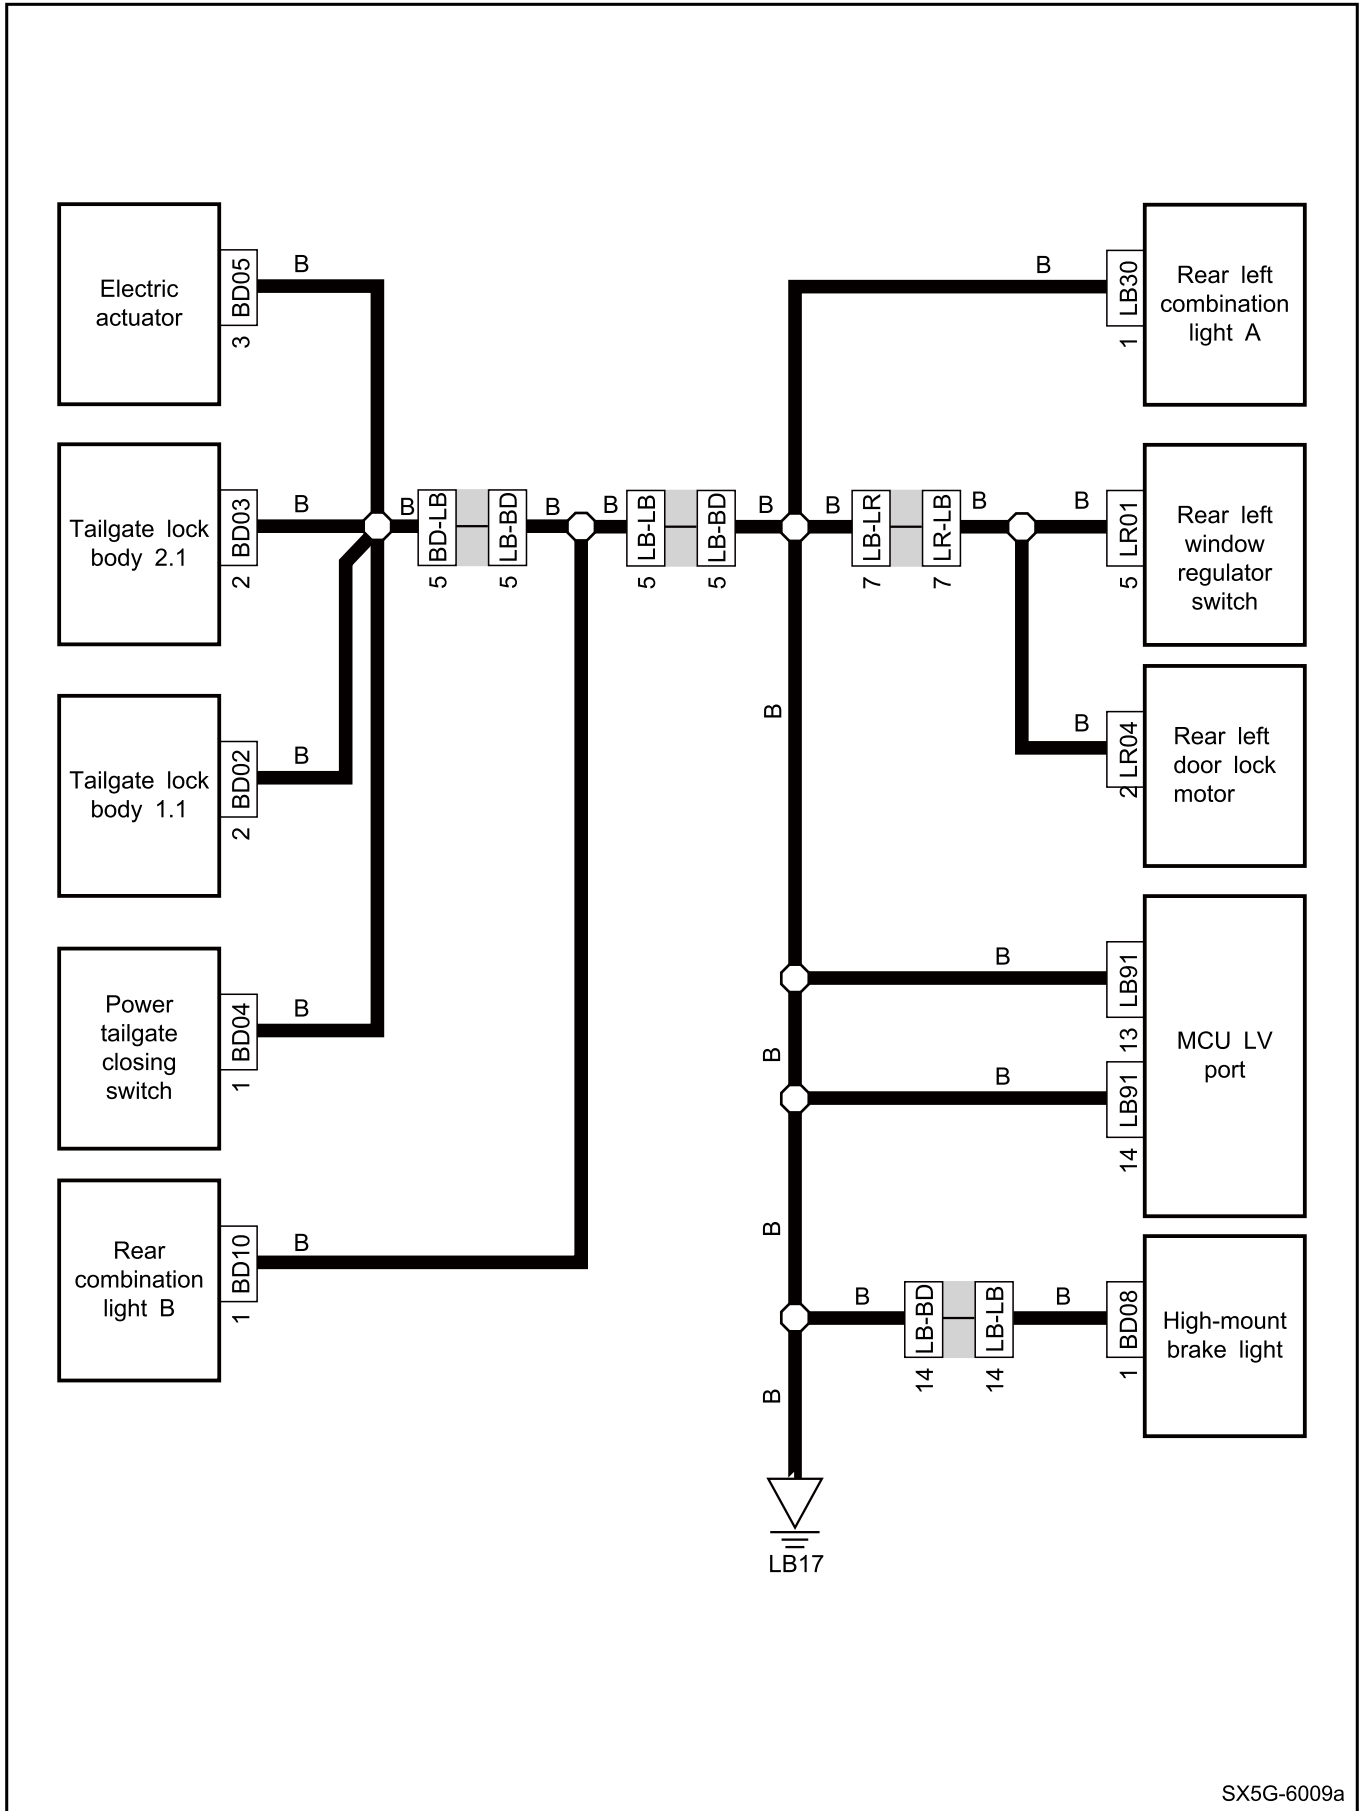 Electric
actuator
BD05
3
B
Tailgate lock
body 2.1
BD03
2
B
Tailgate lock
body 1.1
BD02
2
B
Power
tailgate
closing
switch
BD04
1
B
Rear
combination
light B
BD10
1
B
B
BD-LB
5
LB-BD
5
B
B
LB-LB
5
LB-BD
5
B
B
LB-LR
7
LR-LB
7
B
B
B
LB30
1
Rear left
combination
light A
LR01
5
Rear left
window
regulator
switch
B
LR04
2
Rear left
door lock
motor
B
B
LB91
13
B
B
LB91
14
MCU LV
port
B
B
LB-BD
14
LB-LB
14
B
BD08
1
High-mount
brake light
B
LB17
SX5G-6009a